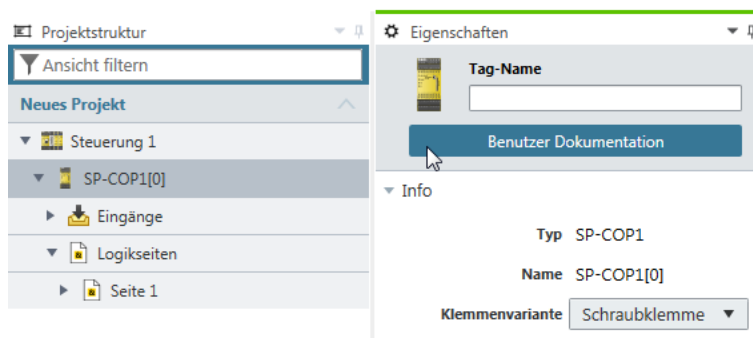 Projektstruktur
Ansicht filtern
Neues Projekt
Steuerung 1
SP-COP1[0]
Eingänge
Logikseiten
Seite 1
Eigenschaften
Tag-Name
Benutzer Dokumentation
Info
Typ SP-COP1
Name SP-COP1[0]
Klemmenvariante Schraubklemme